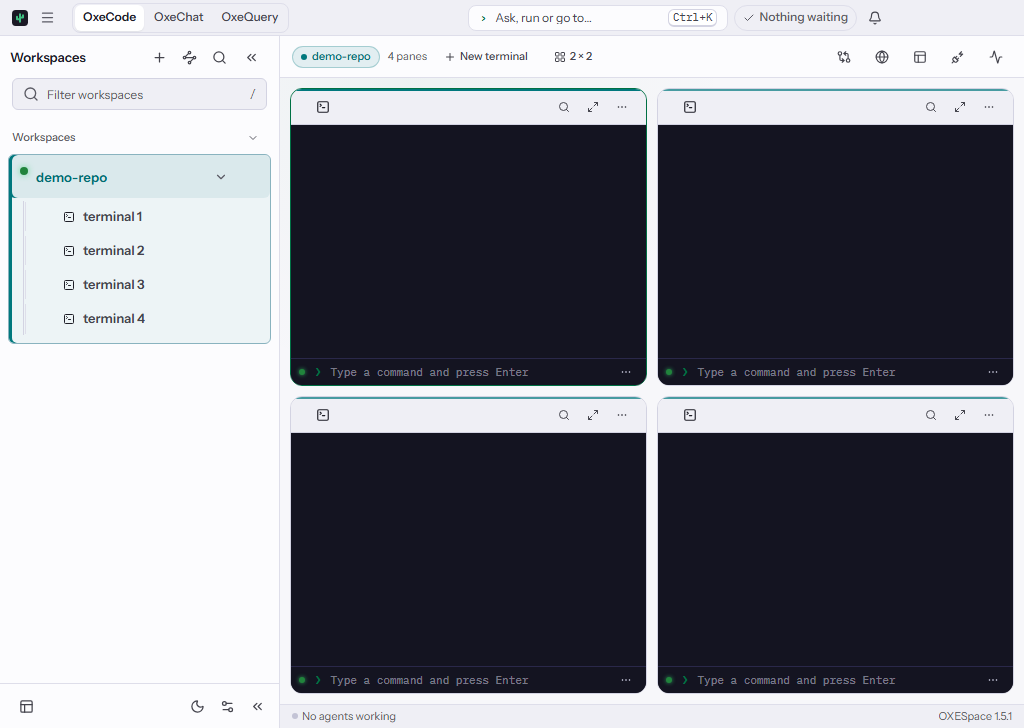 OxeCode OxeChat OxeQuery
› Ask, run or go to... Ctrl+K
Nothing waiting
Workspaces
Filter workspaces /
Workspaces
demo-repo
terminal 1
terminal 2
terminal 3
terminal 4
demo-repo 4 panes + New terminal 2×2
❯ Type a command and press Enter ...
❯ Type a command and press Enter ...
❯ Type a command and press Enter ...
❯ Type a command and press Enter ...
No agents working
OXESpace 1.5.1